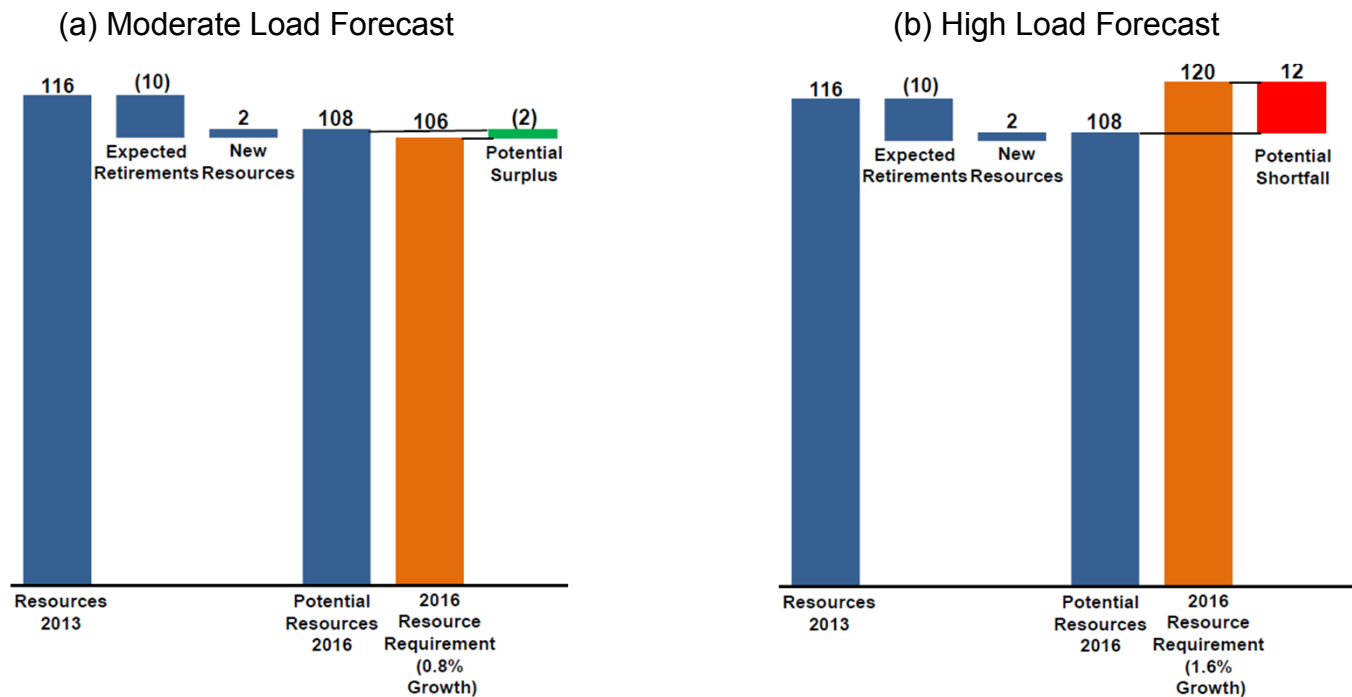 (a) Moderate Load Forecast
116
(10)
2
108
106
(2)
Expected
Retirements
New
Resources
Potential
Surplus
Resources
2013
Potential
Resources
2016
2016
Resource
Requirement
(0.8%
Growth)
(b) High Load Forecast
116
(10)
2
108
120
12
Expected
Retirements
New
Resources
Potential
Shortfall
Resources
2013
Potential
Resources
2016
2016
Resource
Requirement
(1.6%
Growth)